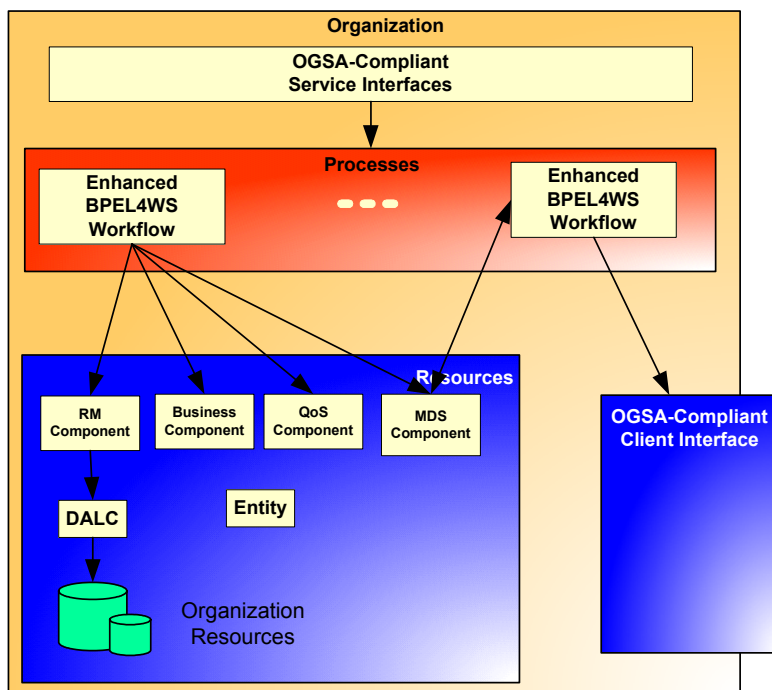 Organization
OGSA-Compliant
Service Interfaces
Processes
Enhanced
BPEL4WS
Workflow
Enhanced
BPEL4WS
Workflow
Resources
RM
Component
Business
Component
QoS
Component
MDS
Component
OGSA-Compliant
Client Interface
DALC
Entity
Organization
Resources